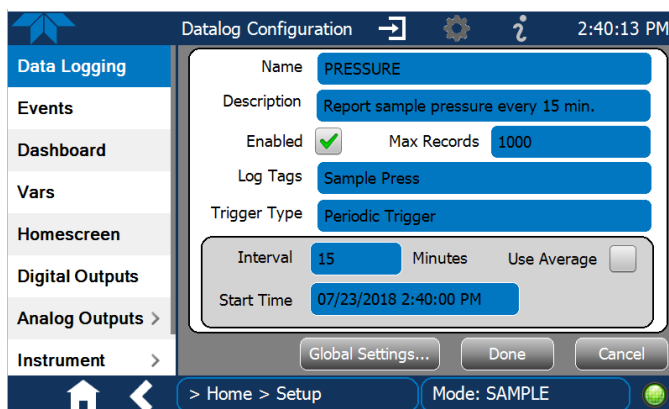 Datalog Configuration 2:40:13 PM
Data Logging
Events
Dashboard
Vars
Homescreen
Digital Outputs
Analog Outputs >
Instrument >
Name PRESSURE
Description Report sample pressure every 15 min.
Enabled Max Records 1000
Log Tags Sample Press
Trigger Type Periodic Trigger
Interval 15 Minutes Use Average
Start Time 07/23/2018 2:40:00 PM
Global Settings... Done Cancel
> Home > Setup Mode: SAMPLE